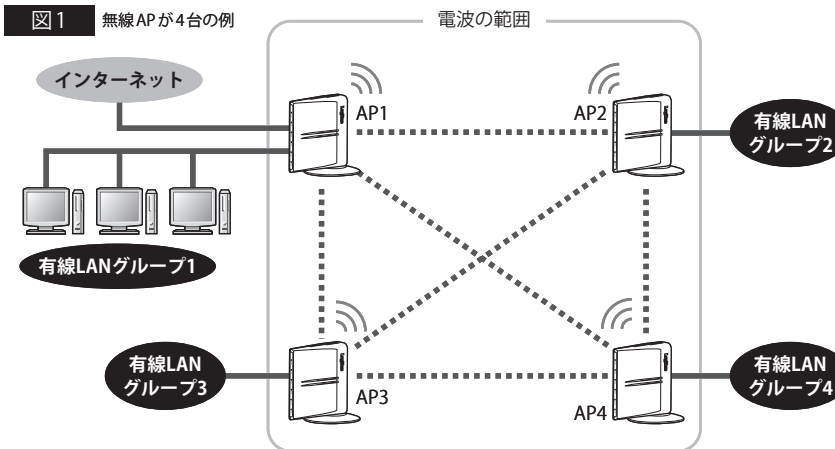 図1 無線APが4台の例
電波の範囲
インターネット
AP1
AP2
有線LAN
グループ2
有線LANグループ1
有線LAN
グループ3
AP3
AP4
有線LAN
グループ4